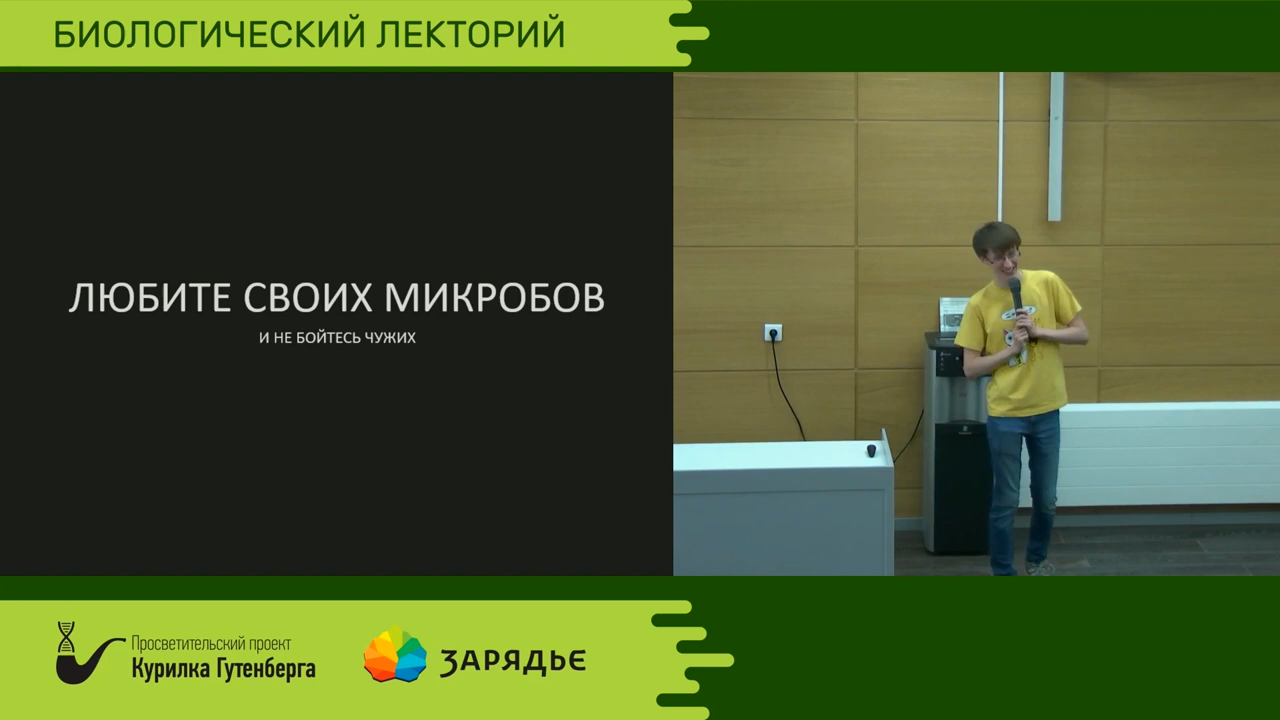 БИОЛОГИЧЕСКИЙ ЛЕКТОРИЙ
ЛЮБИТЕ СВОИХ МИКРОБОВ
И НЕ БОЙТЕСЬ ЧУЖИХ
Просветительский проект
Курилка Гутенберга
ЗАРЯДЬЕ